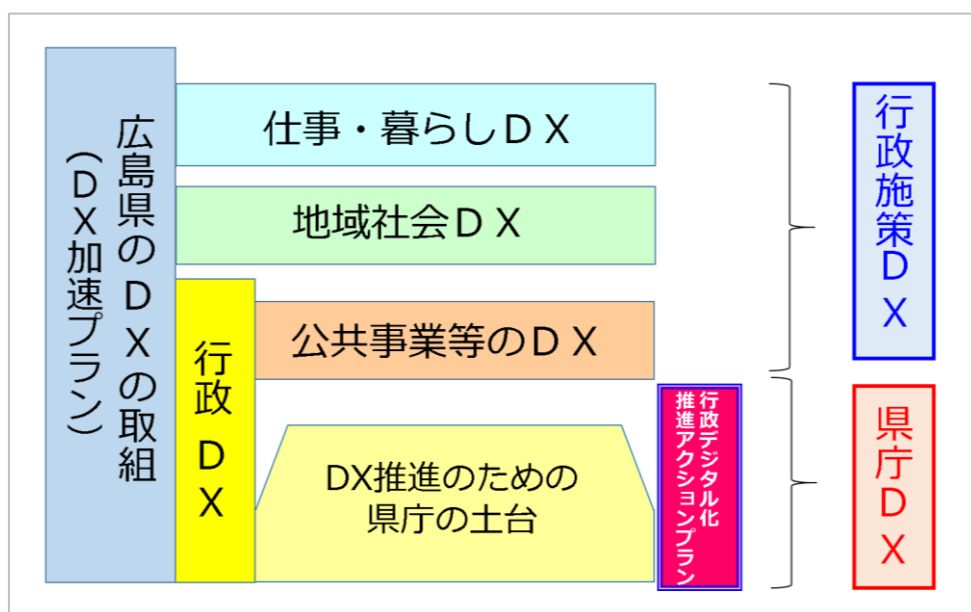 広島県のＤＸの取組
（ＤＸ加速プラン）
仕事・暮らしＤＸ
地域社会ＤＸ
行政ＤＸ
公共事業等のＤＸ
DX推進のための
県庁の土台
行政デジタル化
推進アクションプラン
行政施策ＤＸ
県庁ＤＸ